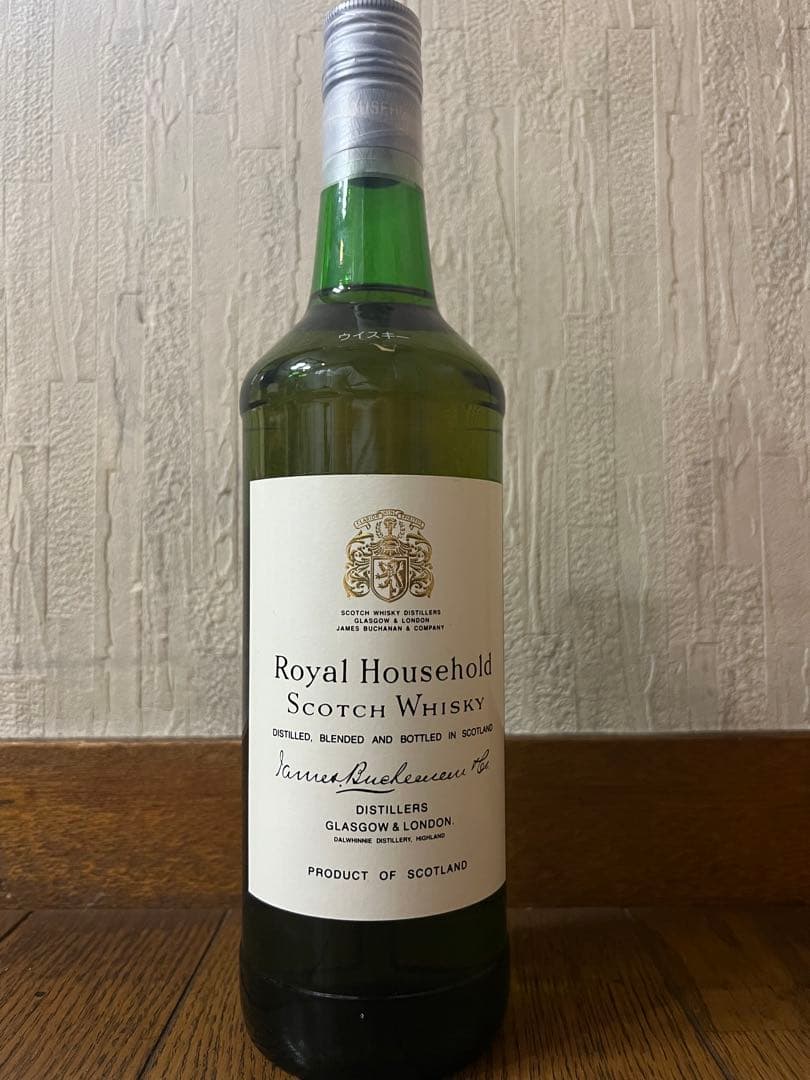 ウイスキー
SCOTCH WHISKY DISTILLERS
GLASGOW & LONDON
JAMES BUCHANAN & COMPANY
Royal Household
SCOTCH WHISKY
DISTILLED, BLENDED AND BOTTLED IN SCOTLAND
James Buchanan & Co.
DISTILLERS
GLASGOW & LONDON.
DALWHINNIE DISTILLERY, HIGHLAND
PRODUCT OF SCOTLAND